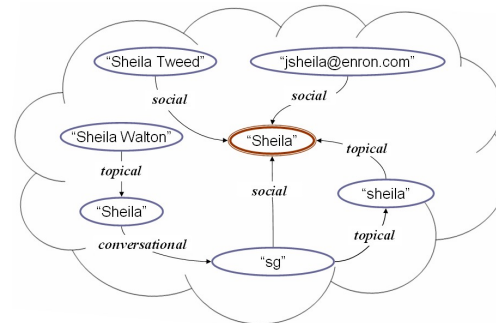 “Sheila Tweed”
“jsheila@enron.com”
social
social
“Sheila Walton”
“Sheila”
topical
topical
social
“sheila”
“Sheila”
conversational
topical
“sg”